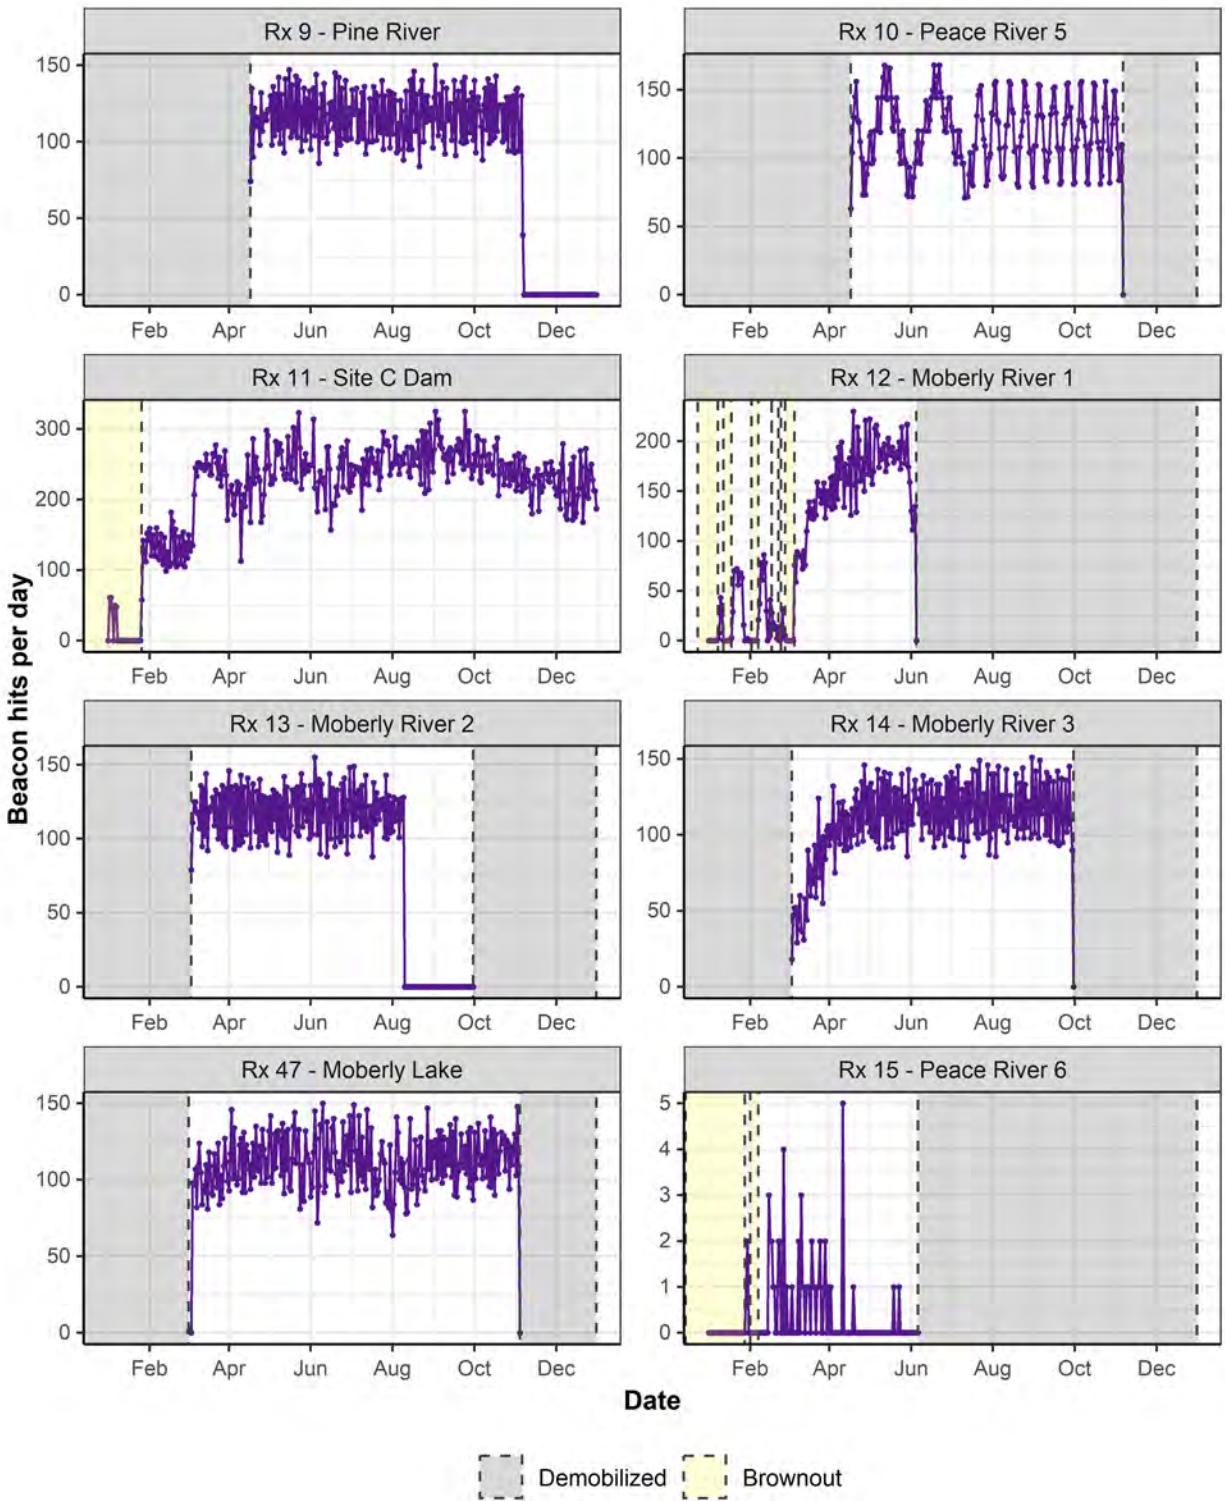 Rx 9 - Pine River
Rx 10 - Peace River 5
150
100
50
0
Feb Apr Jun Aug Oct Dec
150
100
50
0
Feb Apr Jun Aug Oct Dec
Rx 11 - Site C Dam
Rx 12 - Moberly River 1
300
200
100
0
Feb Apr Jun Aug Oct Dec
200
150
100
50
0
Feb Apr Jun Aug Oct Dec
Beacon hits per day
Rx 13 - Moberly River 2
Rx 14 - Moberly River 3
150
100
50
0
Feb Apr Jun Aug Oct Dec
150
100
50
0
Feb Apr Jun Aug Oct Dec
Rx 47 - Moberly Lake
Rx 15 - Peace River 6
150
100
50
0
Feb Apr Jun Aug Oct Dec
5
4
3
2
1
0
Feb Apr Jun Aug Oct Dec
Date
Demobilized Brownout